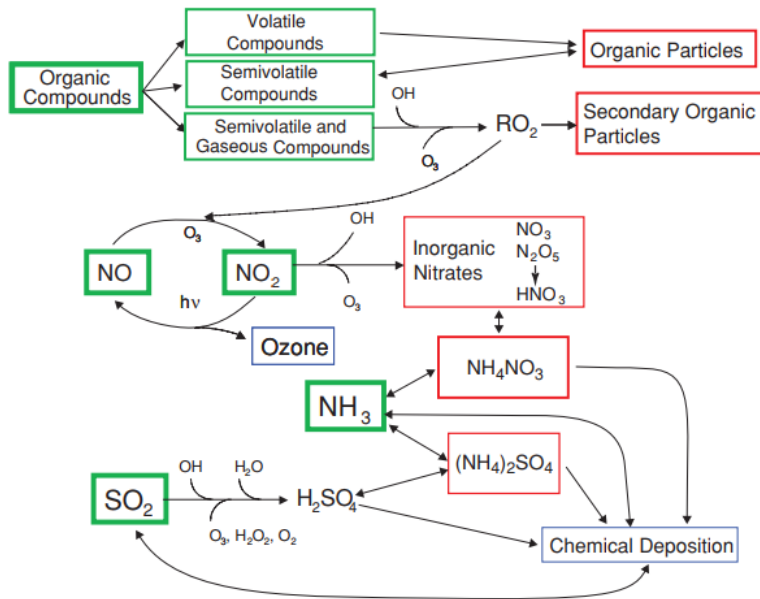 Volatile
Compounds
Organic Particles
Organic
Compounds
Semivolatile
Compounds
OH
Secondary Organic
Particles
Semivolatile and
Gaseous Compounds
RO₂
O₃
OH
O₃
NO
NO₂
Inorganic
Nitrates
NO₃
N₂O₅
HNO₃
O₃
hν
Ozone
NH₄NO₃
NH₃
(NH₄)₂SO₄
OH
H₂O
SO₂
H₂SO₄
O₃, H₂O₂, O₂
Chemical Deposition